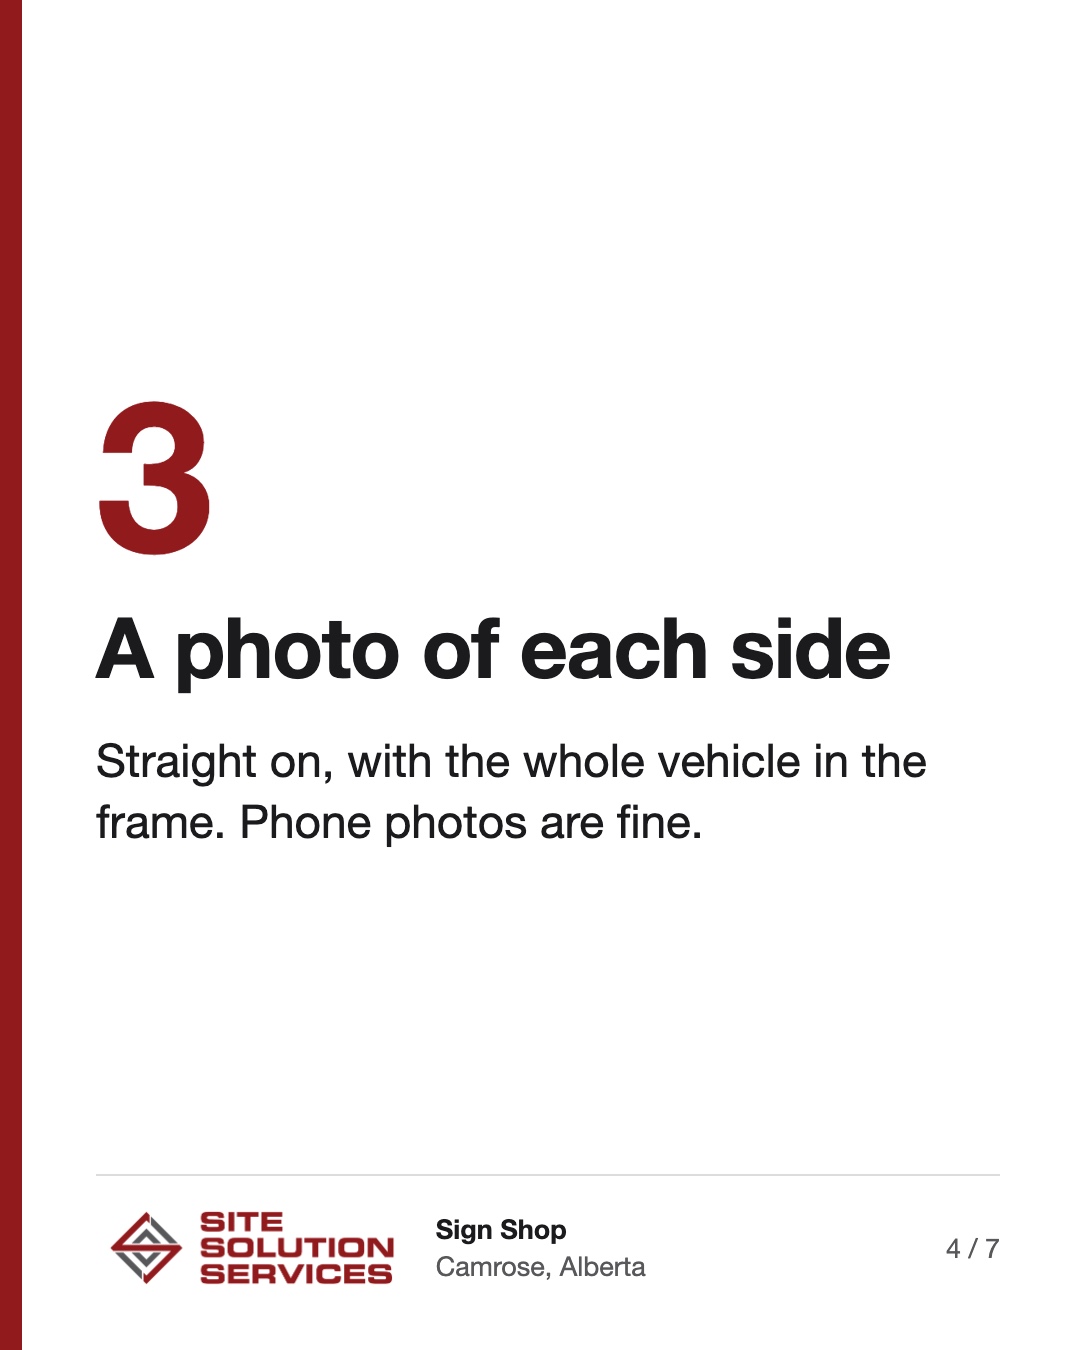 3
A photo of each side
Straight on, with the whole vehicle in the
frame. Phone photos are fine.
SITE
SOLUTION
SERVICES
Sign Shop
Camrose, Alberta
4 / 7